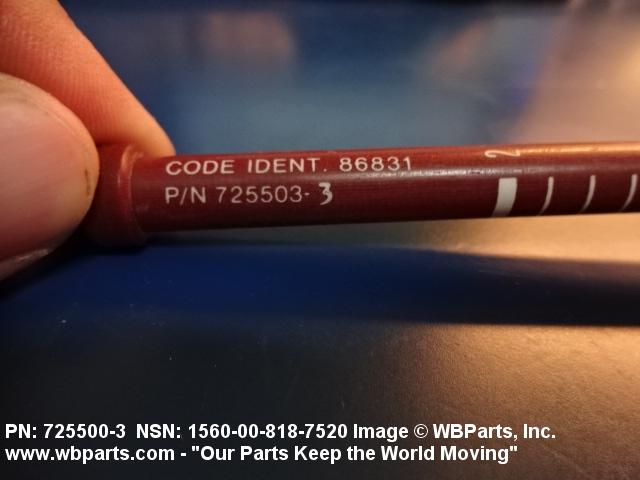 CODE IDENT. 86831
P/N 725503-3
2
PN: 725500-3 NSN: 1560-00-818-7520 Image © WBParts, Inc.
www.wbparts.com - "Our Parts Keep the World Moving"